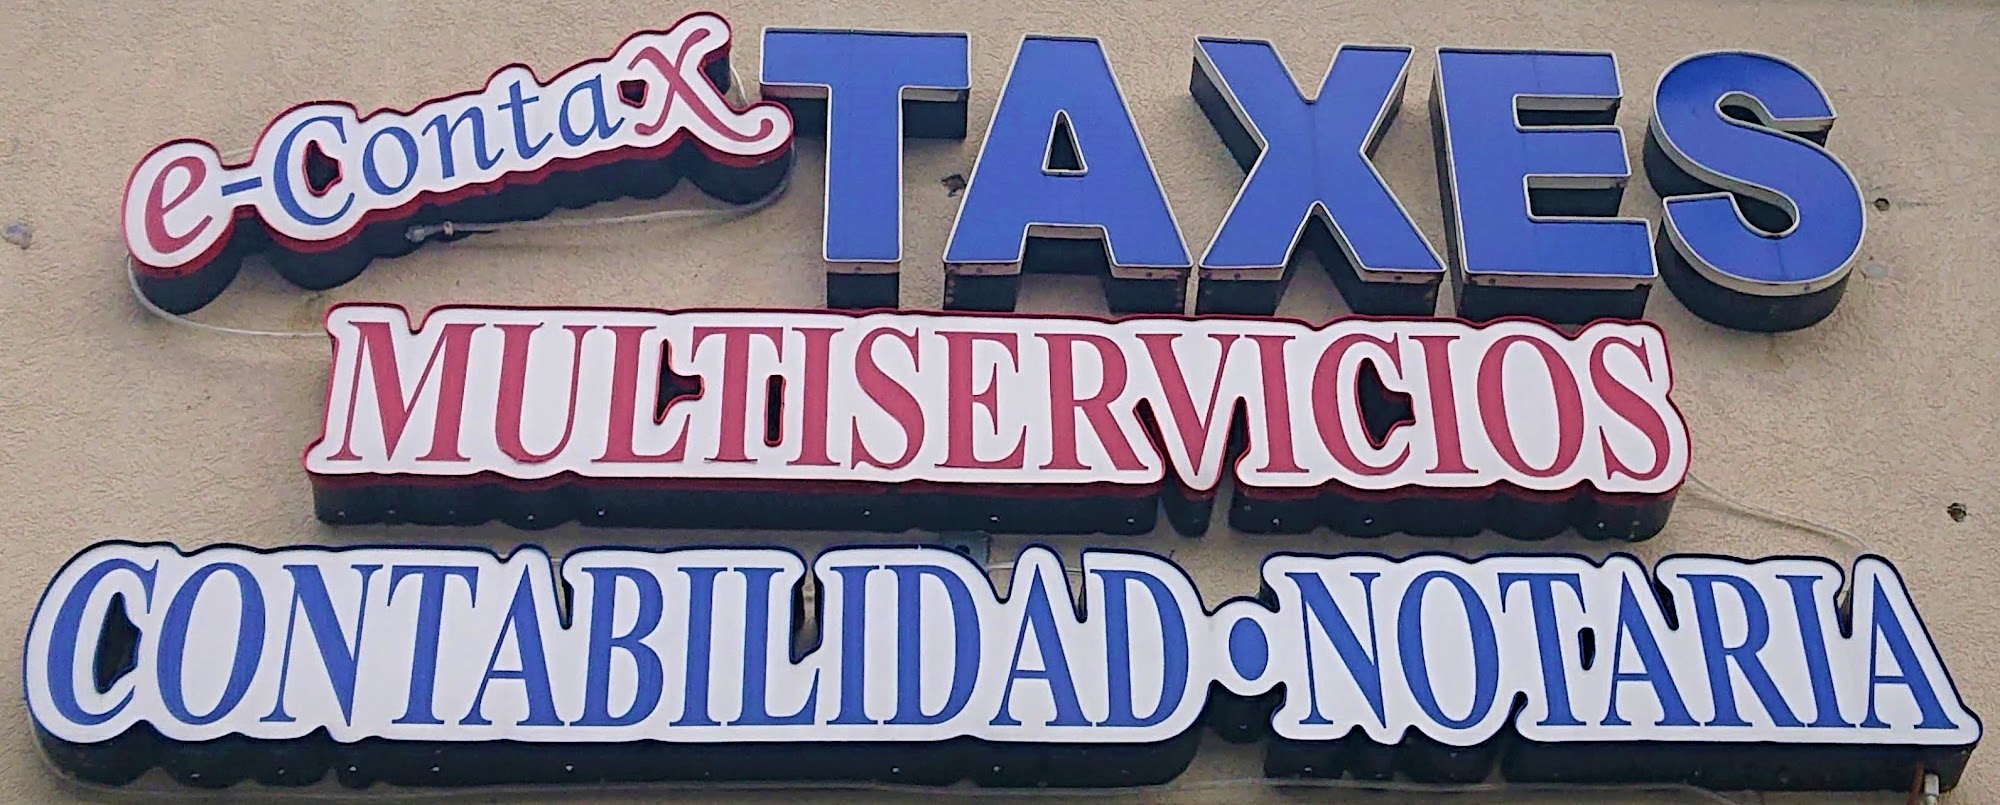 e-Contax TAXES
MULTISERVICIOS
CONTABILIDAD•NOTARIA